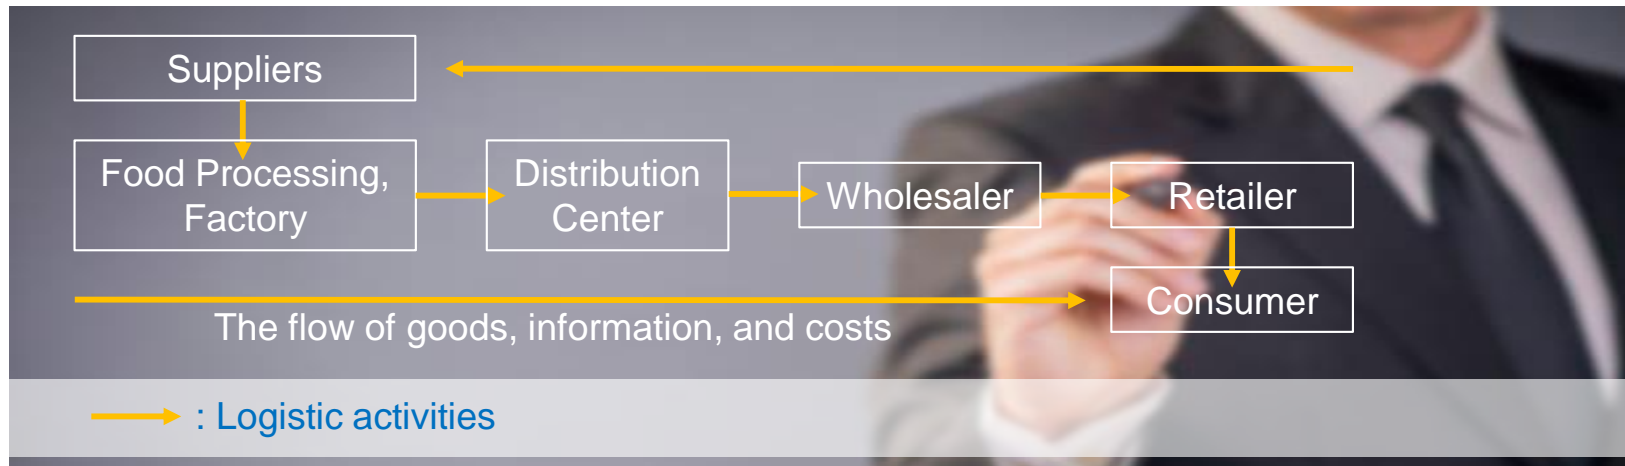 Suppliers
Food Processing,
Factory
Distribution
Center
Wholesaler
Retailer
Consumer
The flow of goods, information, and costs
: Logistic activities